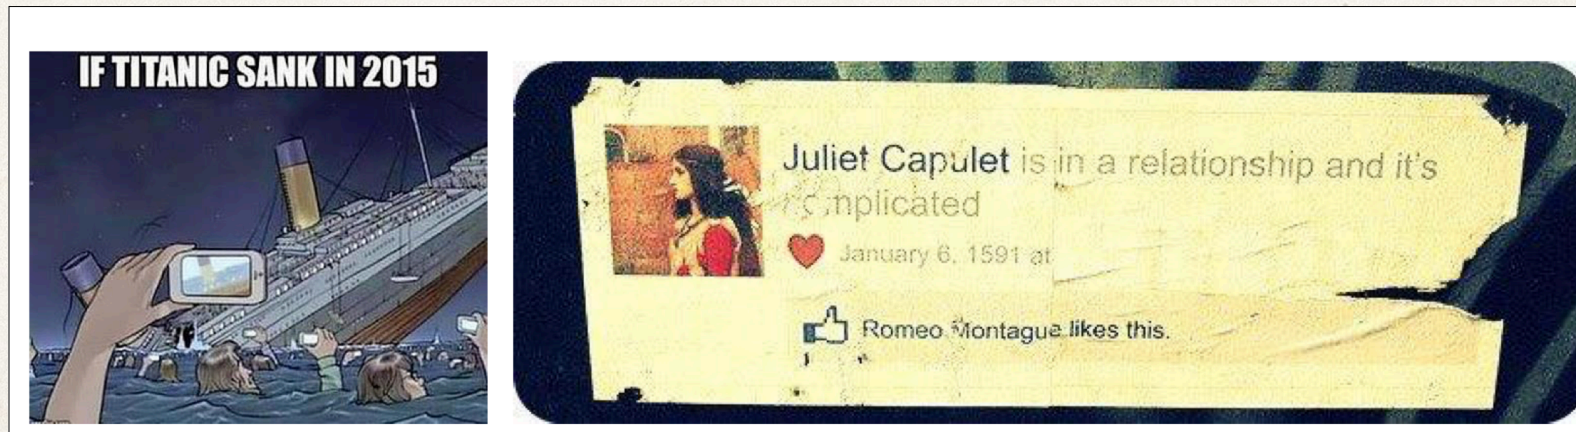 IF TITANIC SANK IN 2015
Juliet Capulet is in a relationship and it's
complicated
January 6, 1591 at
Romeo Montague likes this.